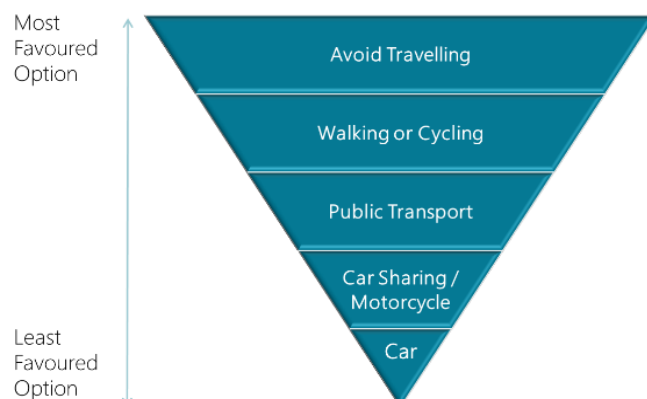 Most
Favoured
Option
Avoid Travelling
Walking or Cycling
Public Transport
Car Sharing /
Motorcycle
Car
Least
Favoured
Option